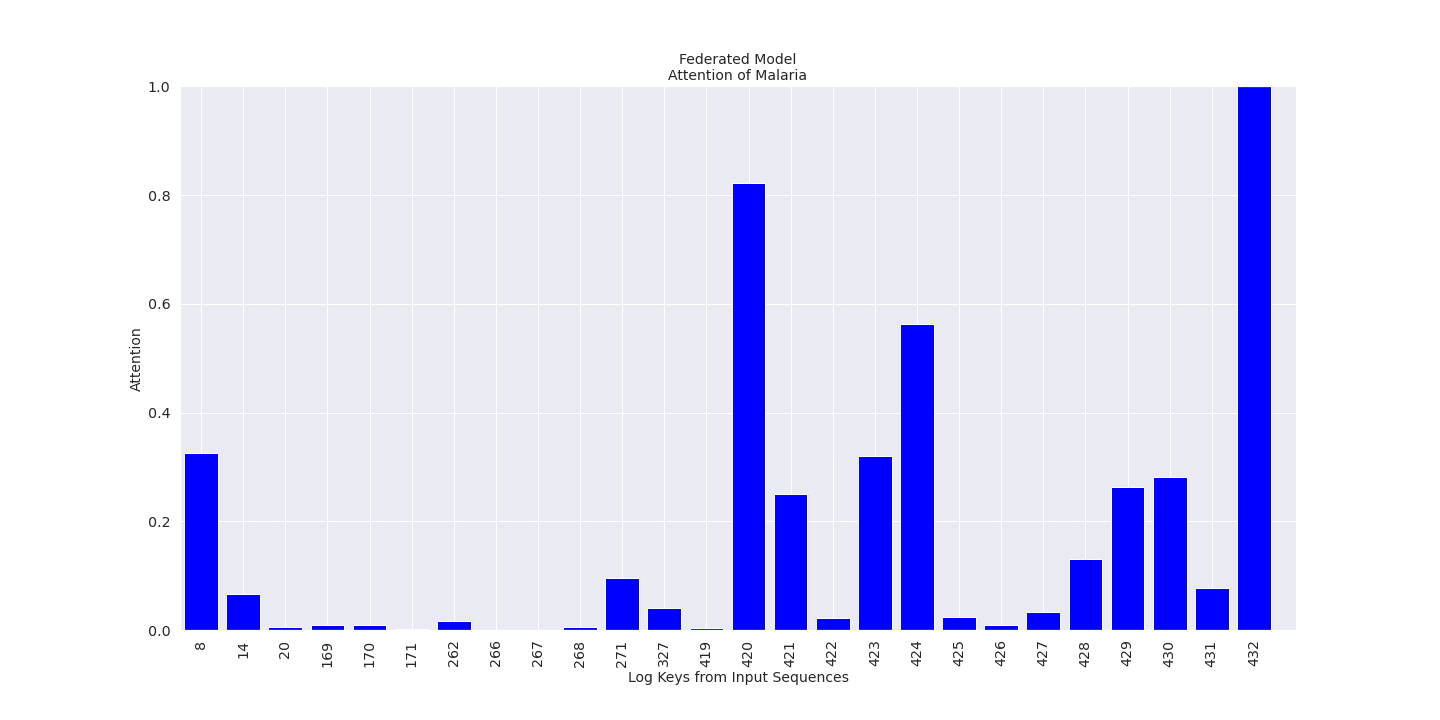 Federated Model
Attention of Malaria
1.0
0.8
0.6
0.4
0.2
0.0
Attention
8 14 20 169 170 171 262 266 267 268 271 327 419 420 421 422 423 424 425 426 427 428 429 430 431 432
Log Keys from Input Sequences